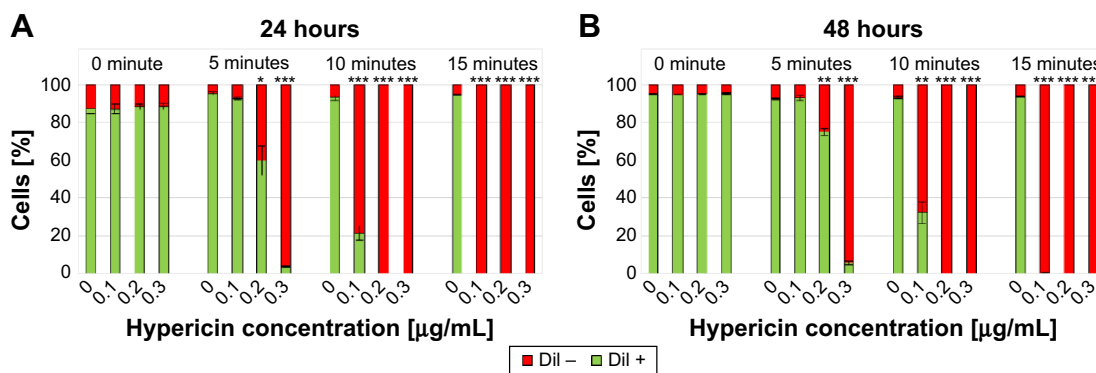 A
24 hours
0 minute
5 minutes
10 minutes
15 minutes
* *** *** *** *** *** *** ***
100
80
60
40
20
0
Cells [%]
0 0.1 0.2 0.3 0 0.1 0.2 0.3 0 0.1 0.2 0.3 0 0.1 0.2 0.3
Hypericin concentration [µg/mL]
B
48 hours
0 minute
5 minutes
10 minutes
15 minutes
** *** ** *** *** *** *** ***
100
80
60
40
20
0
Cells [%]
0 0.1 0.2 0.3 0 0.1 0.2 0.3 0 0.1 0.2 0.3 0 0.1 0.2 0.3
Hypericin concentration [µg/mL]
Dil – Dil +